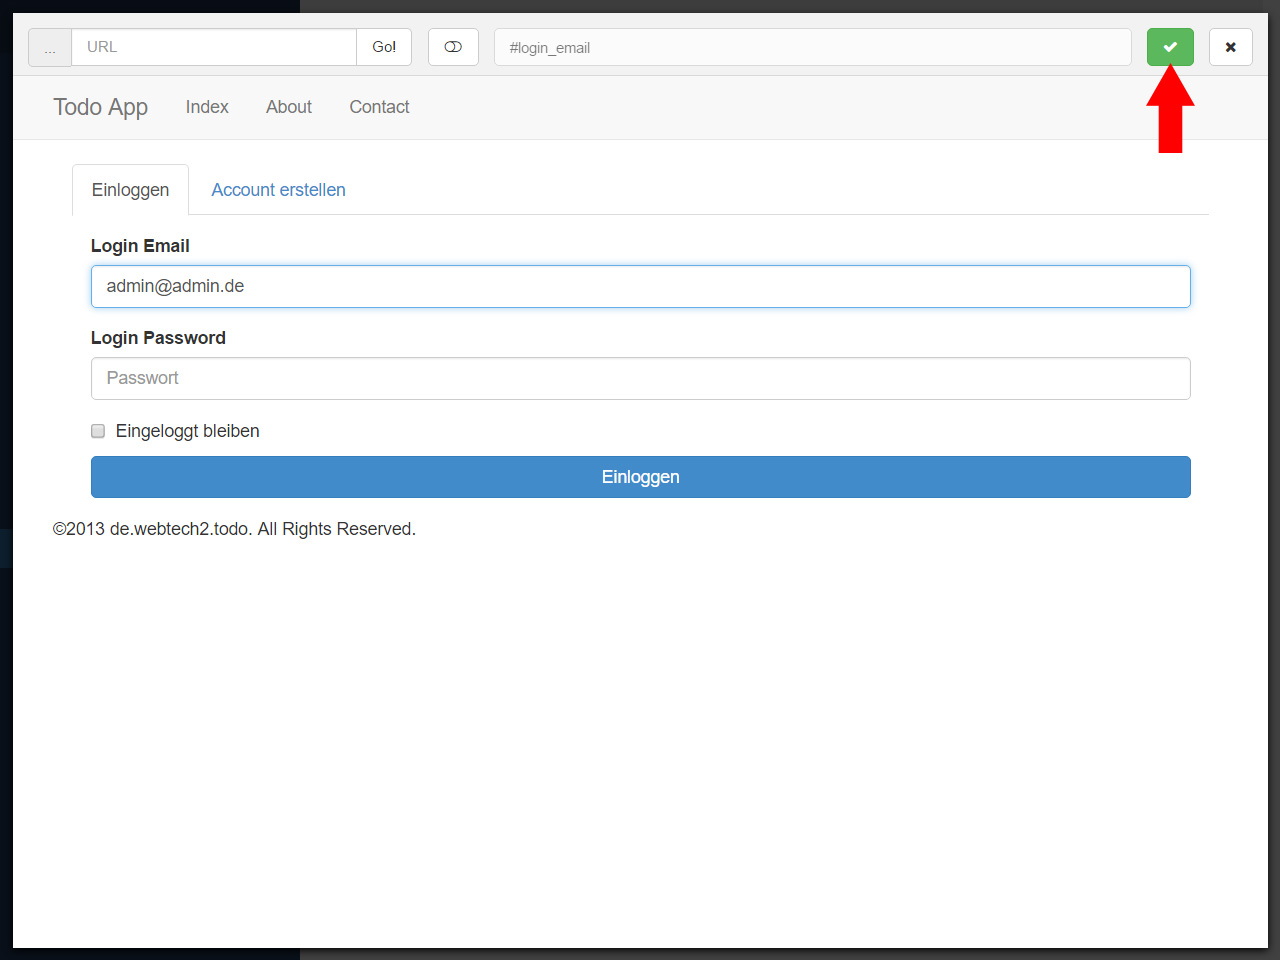 ... URL Go! #login_email
Todo App Index About Contact
Einloggen Account erstellen
Login Email
admin@admin.de
Login Password
Passwort
Eingeloggt bleiben
Einloggen
©2013 de.webtech2.todo. All Rights Reserved.